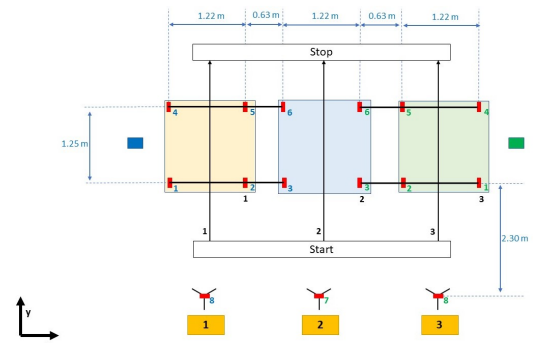 1.22 m 0.63 m 1.22 m 0.63 m 1.22 m
Stop
4 5 6 6 5 4
1.25 m
1 2 3 3 2 1
1 2 3
1 2 3
2.30 m
Start
8 7 8
1 2 3
y